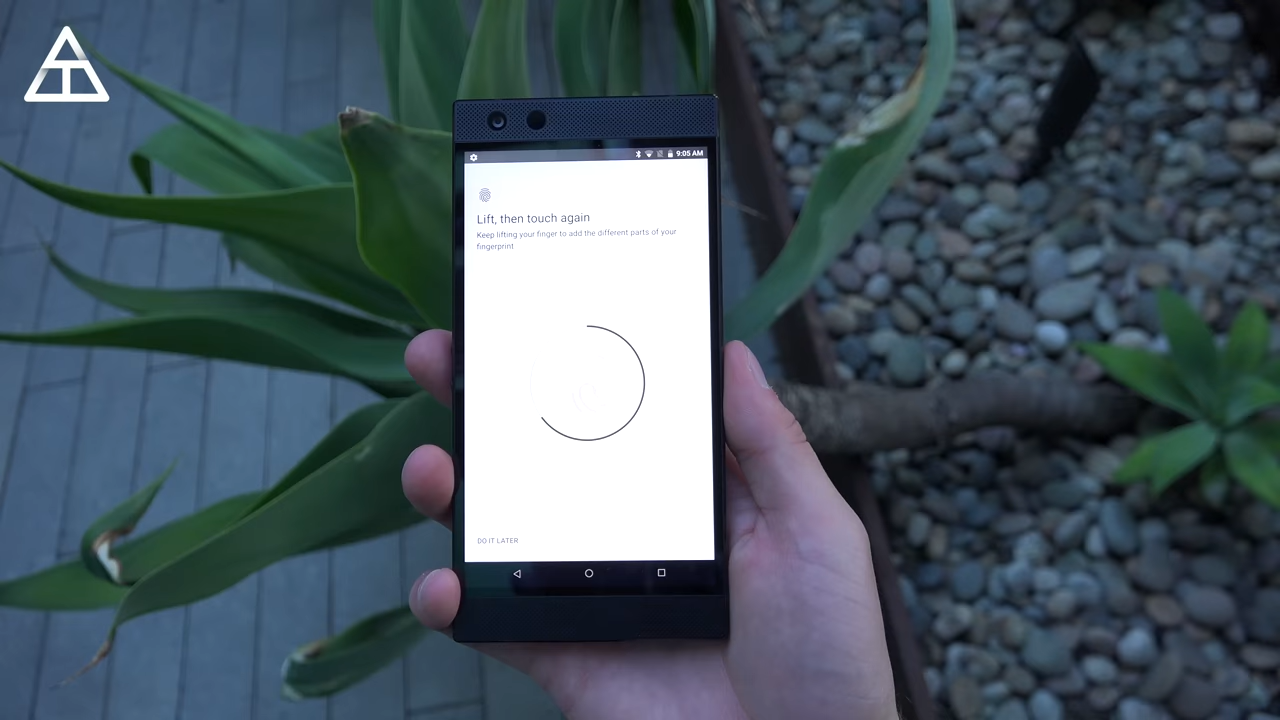 9:05 AM
Lift, then touch again
Keep lifting your finger to add the different parts of your
fingerprint
DO IT LATER